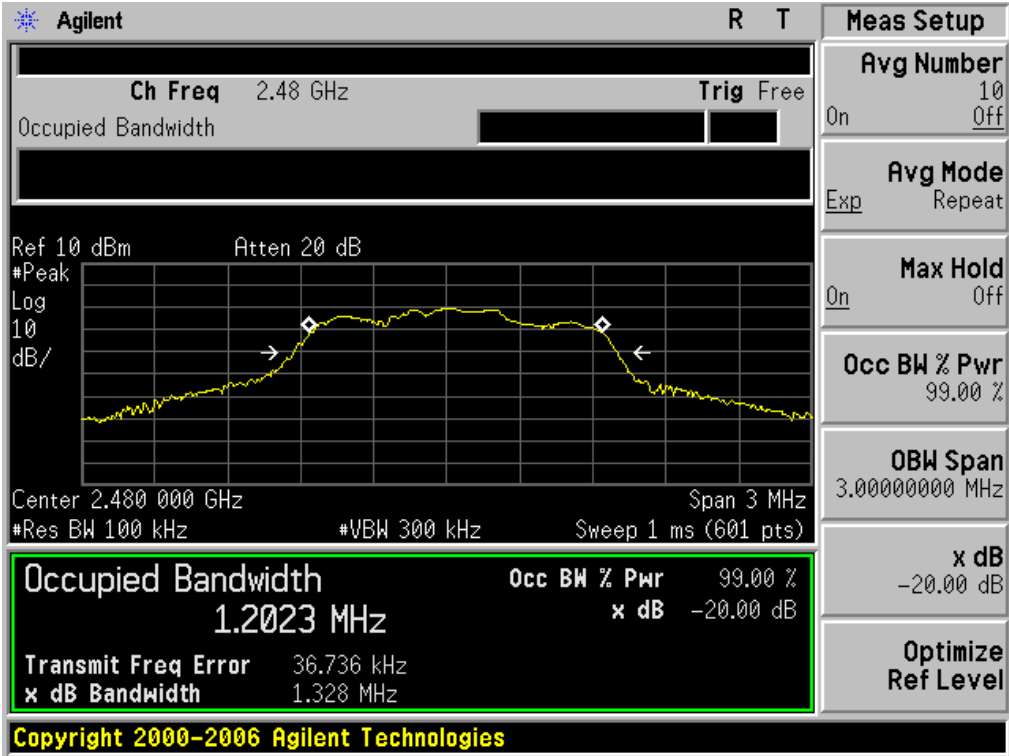 Agilent R T
Ch Freq 2.48 GHz Trig Free
Occupied Bandwidth
Ref 10 dBm Atten 20 dB
#Peak
Log
10
dB/
Center 2.480 000 GHz Span 3 MHz
#Res BW 100 kHz #VBW 300 kHz Sweep 1 ms (601 pts)
Occupied Bandwidth Occ BW % Pwr 99.00 %
1.2023 MHz x dB -20.00 dB
Transmit Freq Error 36.736 kHz
x dB Bandwidth 1.328 MHz
Copyright 2000-2006 Agilent Technologies
Meas Setup
Avg Number
10
On Off
Avg Mode
Exp Repeat
Max Hold
On Off
Occ BW % Pwr
99.00 %
OBW Span
3.00000000 MHz
x dB
-20.00 dB
Optimize
Ref Level